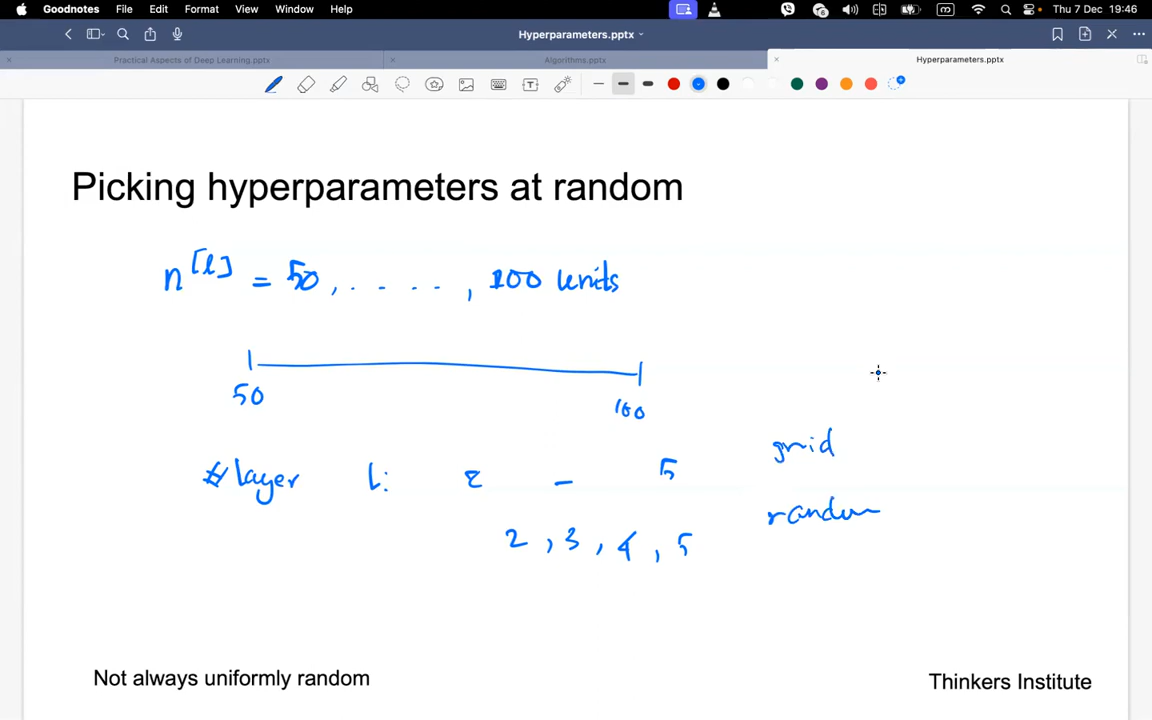 Goodnotes File Edit View Window Help Thu 7 Dec 19:46
Hyperparameters.pptx
Practical Aspects of Deep Learning.pptx Algorithms.pptx Hyperparameters.pptx
Picking hyperparameters at random
n[l] = 50, . . . . . , 100 units
50 100
# layer L: 2 - 5
grid
random
2, 3, 4, 5
Not always uniformly random
Thinkers Institute